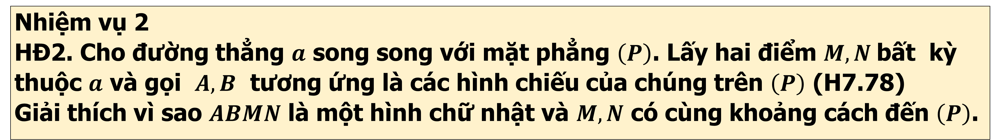 Nhiệm vụ 2
HĐ2. Cho đường thẳng a song song với mặt phẳng (P). Lấy hai điểm M, N bất kỳ
thuộc a và gọi A, B tương ứng là các hình chiếu của chúng trên (P) (H7.78)
Giải thích vì sao ABMN là một hình chữ nhật và M, N có cùng khoảng cách đến (P).